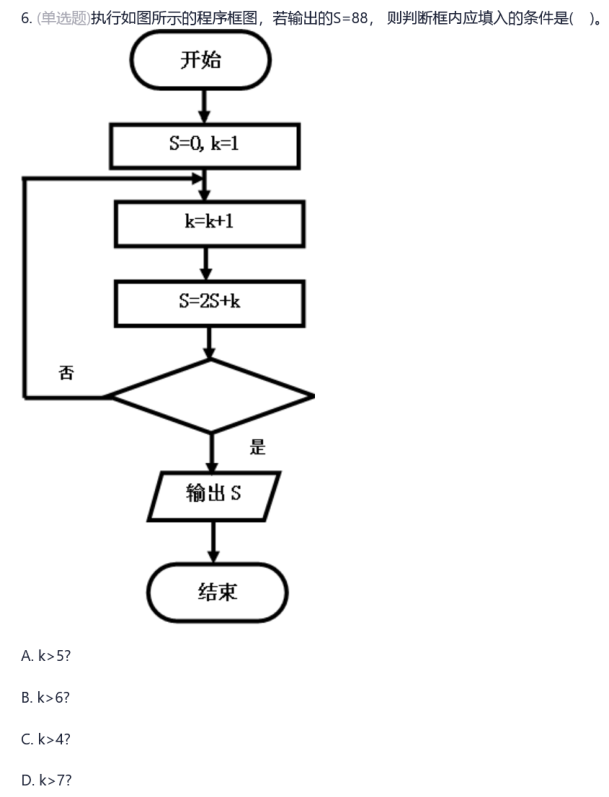 6. (单选题)执行如图所示的程序框图，若输出的S=88， 则判断框内应填入的条件是( )。
开始
S=0, k=1
k=k+1
S=2S+k
否
是
输出 S
结束
A. k>5?
B. k>6?
C. k>4?
D. k>7?